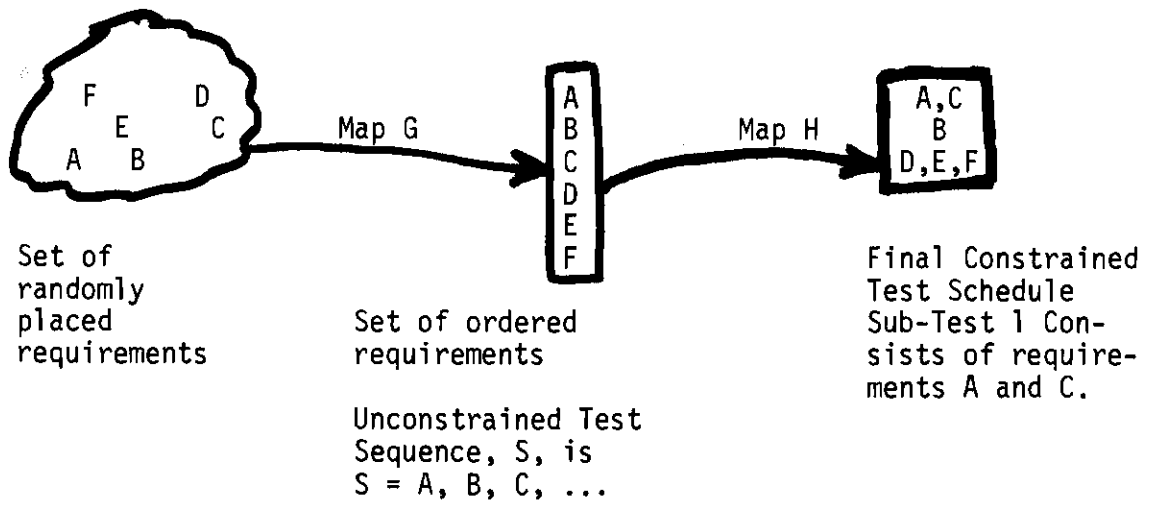 F D
E C
A B
Map G
A
B
C
D
E
F
Map H
A,C
B
D,E,F
Set of
randomly
placed
requirements
Set of ordered
requirements
Unconstrained Test
Sequence, S, is
S = A, B, C, ...
Final Constrained
Test Schedule
Sub-Test 1 Con-
sists of require-
ments A and C.